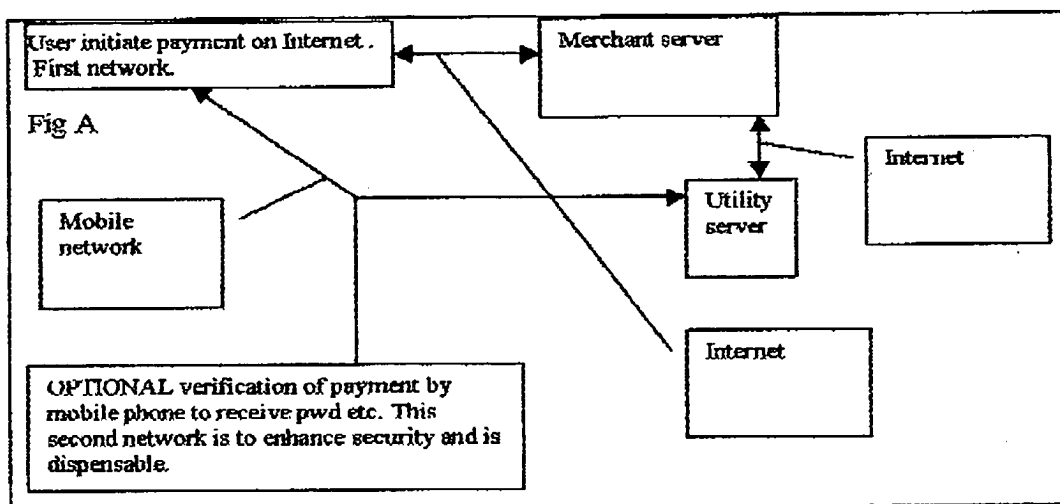 User initiate payment on Internet.
First network.
Merchant server
Fig A
Internet
Mobile
network
Utility
server
Internet
OPTIONAL verification of payment by
mobile phone to receive pwd etc. This
second network is to enhance security and is
dispensable.